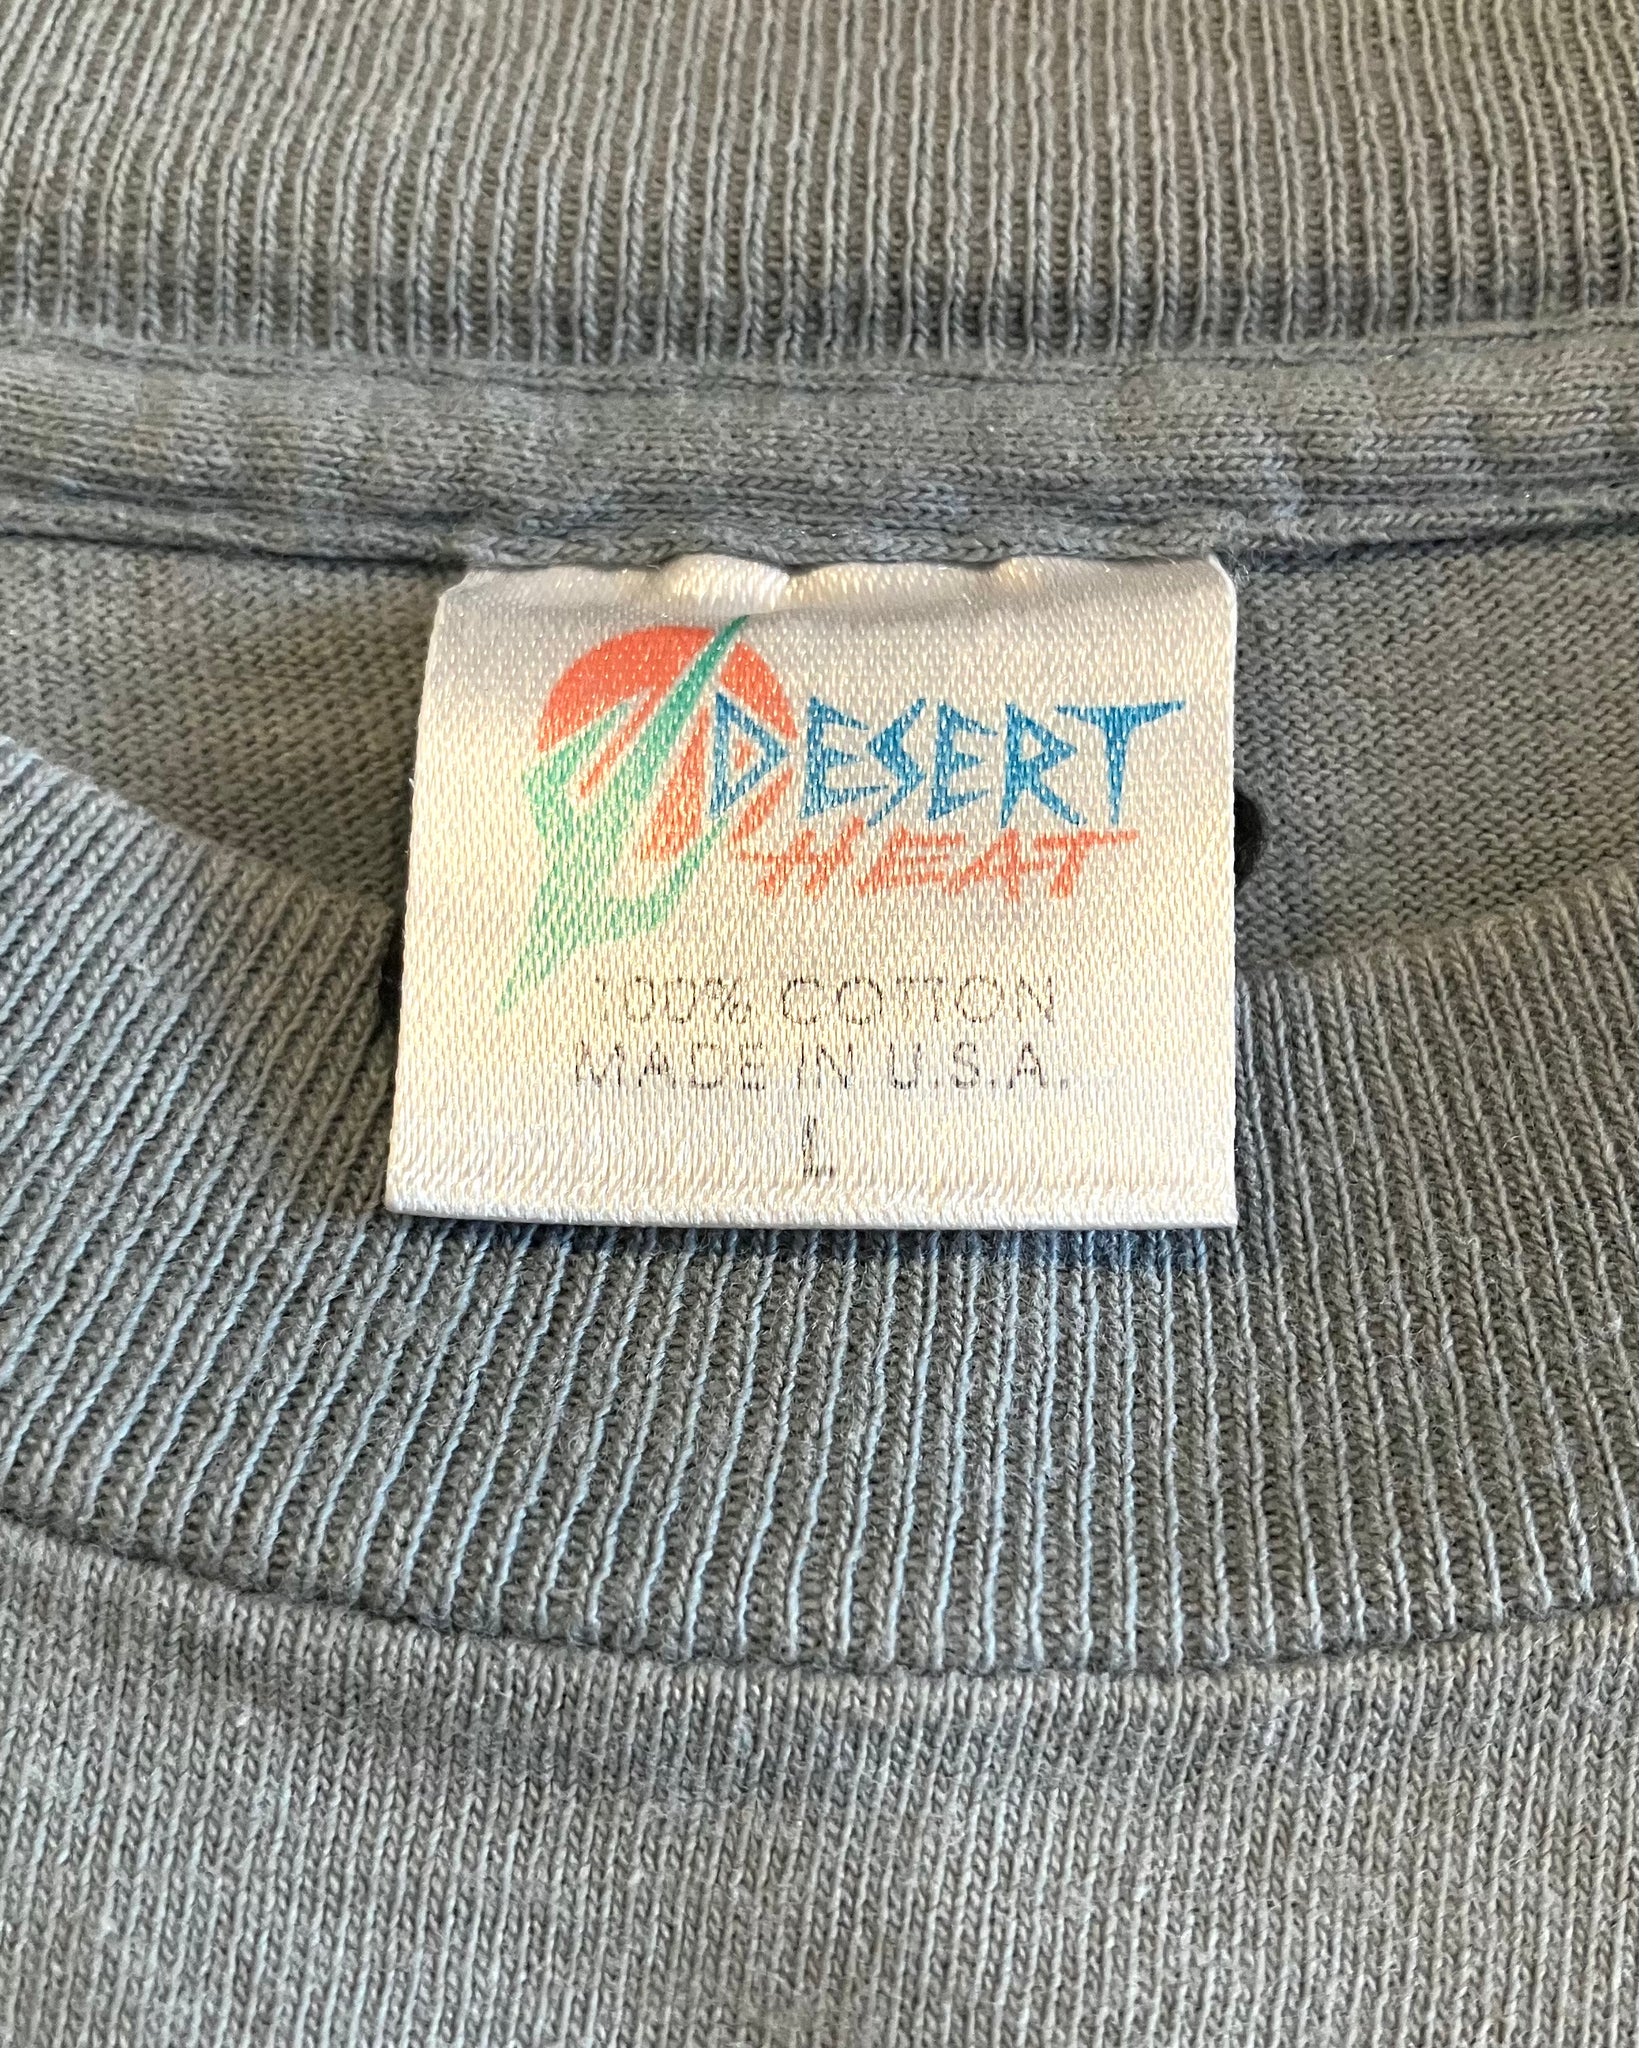 DESERT
HEAT
100% COTTON
MADE IN U.S.A.
L